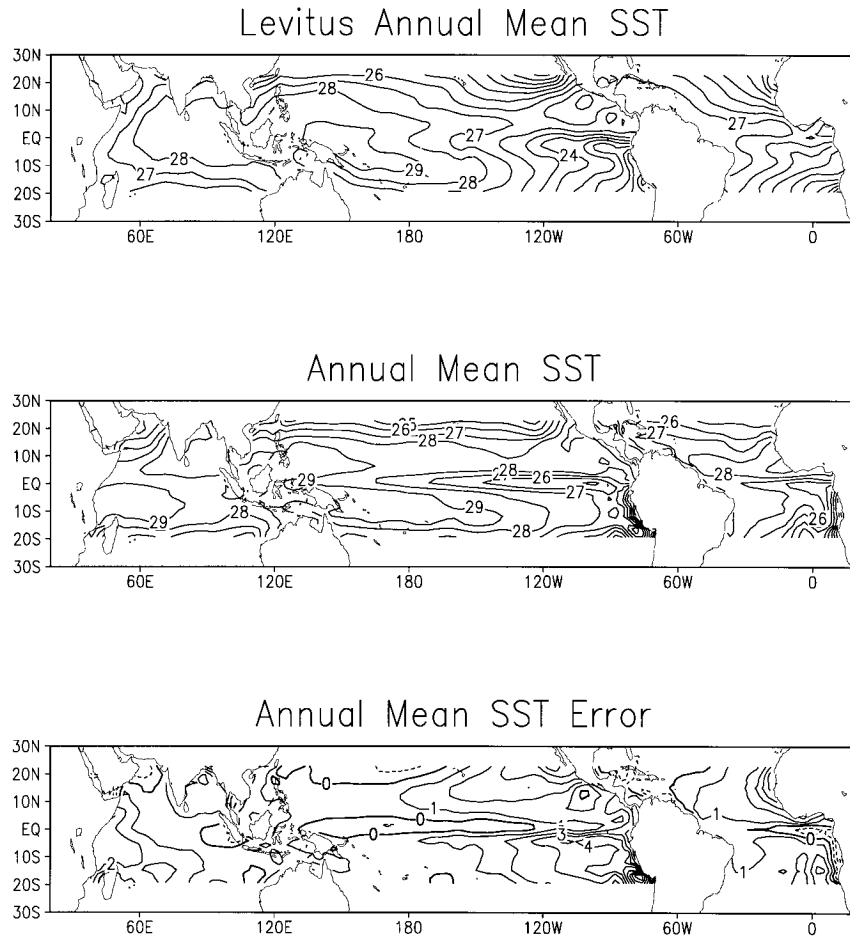 Levitus Annual Mean SST
30N
20N
10N
EQ
10S
20S
30S
26
28
27
24
27
28
27
29
28
60E 120E 180 120W 60W 0
Annual Mean SST
30N
20N
10N
EQ
10S
20S
30S
26
27
28
26
27
28
26
29
28
27
28
29
28
29
28
26
60E 120E 180 120W 60W 0
Annual Mean SST Error
30N
20N
10N
EQ
10S
20S
30S
0
1
0
0
3
4
1
0
2
1
60E 120E 180 120W 60W 0